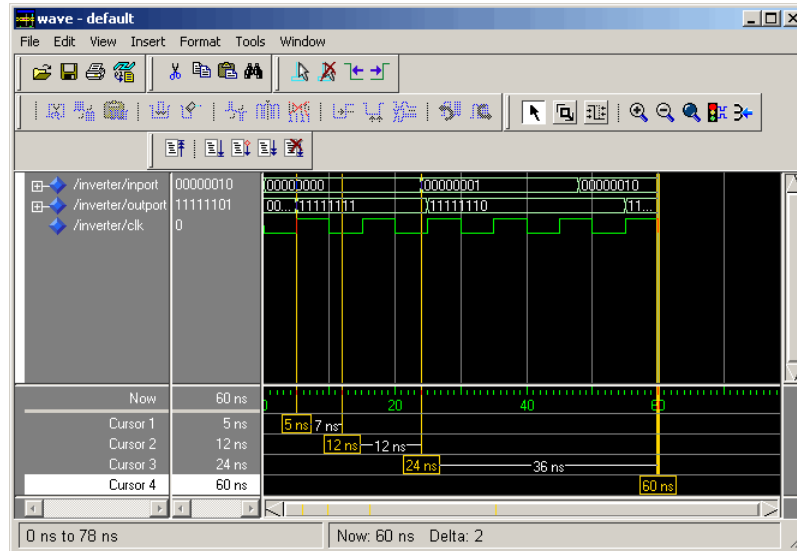 wave - default
File Edit View Insert Format Tools Window
/inverter/inport 00000010 00000000 00000001 00000010
/inverter/outport 11111101 00... 11111111 11111110 11...
/inverter/clk 0
Now 60 ns 0 20 40 60
Cursor 1 5 ns 5 ns 7 ns
Cursor 2 12 ns 12 ns 12 ns
Cursor 3 24 ns 24 ns 36 ns
Cursor 4 60 ns 60 ns
0 ns to 78 ns Now: 60 ns Delta: 2